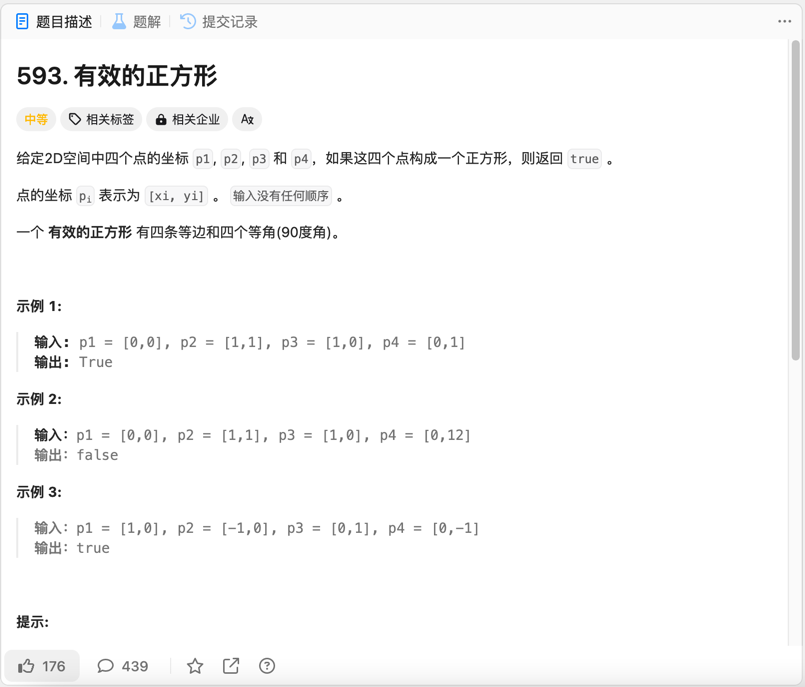 题目描述 题解 提交记录
593. 有效的正方形
中等 相关标签 相关企业 Aあ
给定2D空间中四个点的坐标 p1, p2, p3 和 p4，如果这四个点构成一个正方形，则返回 true 。
点的坐标 pi 表示为 [xi, yi] 。 输入没有任何顺序 。
一个 有效的正方形 有四条等边和四个等角(90度角)。
示例 1:
输入: p1 = [0,0], p2 = [1,1], p3 = [1,0], p4 = [0,1]
输出: True
示例 2:
输入：p1 = [0,0], p2 = [1,1], p3 = [1,0], p4 = [0,12]
输出：false
示例 3:
输入：p1 = [1,0], p2 = [-1,0], p3 = [0,1], p4 = [0,-1]
输出：true
提示:
176 439